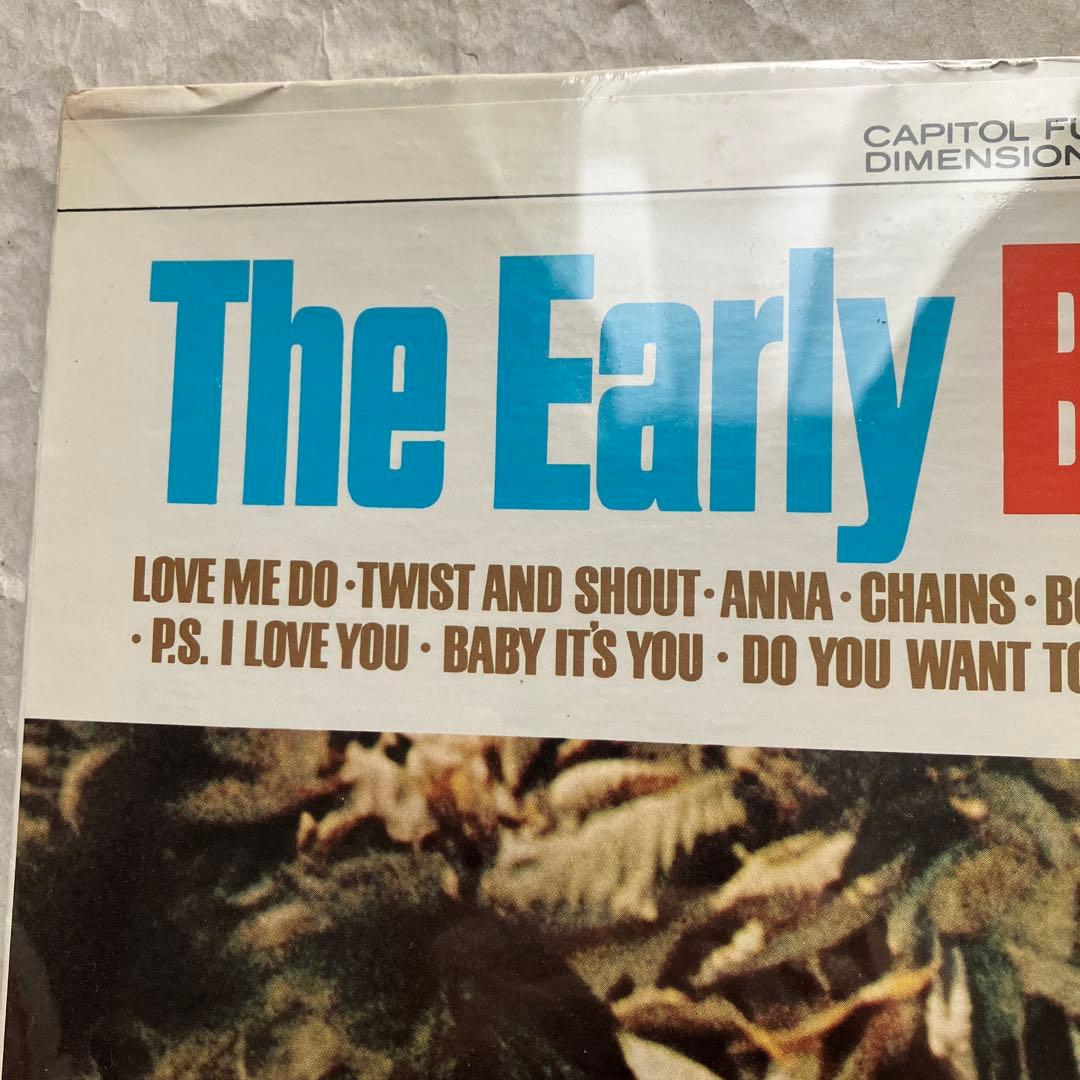 CAPITOL FU
DIMENSION
The Early B
LOVE ME DO · TWIST AND SHOUT · ANNA · CHAINS · BO
· P.S. I LOVE YOU · BABY IT'S YOU · DO YOU WANT TO